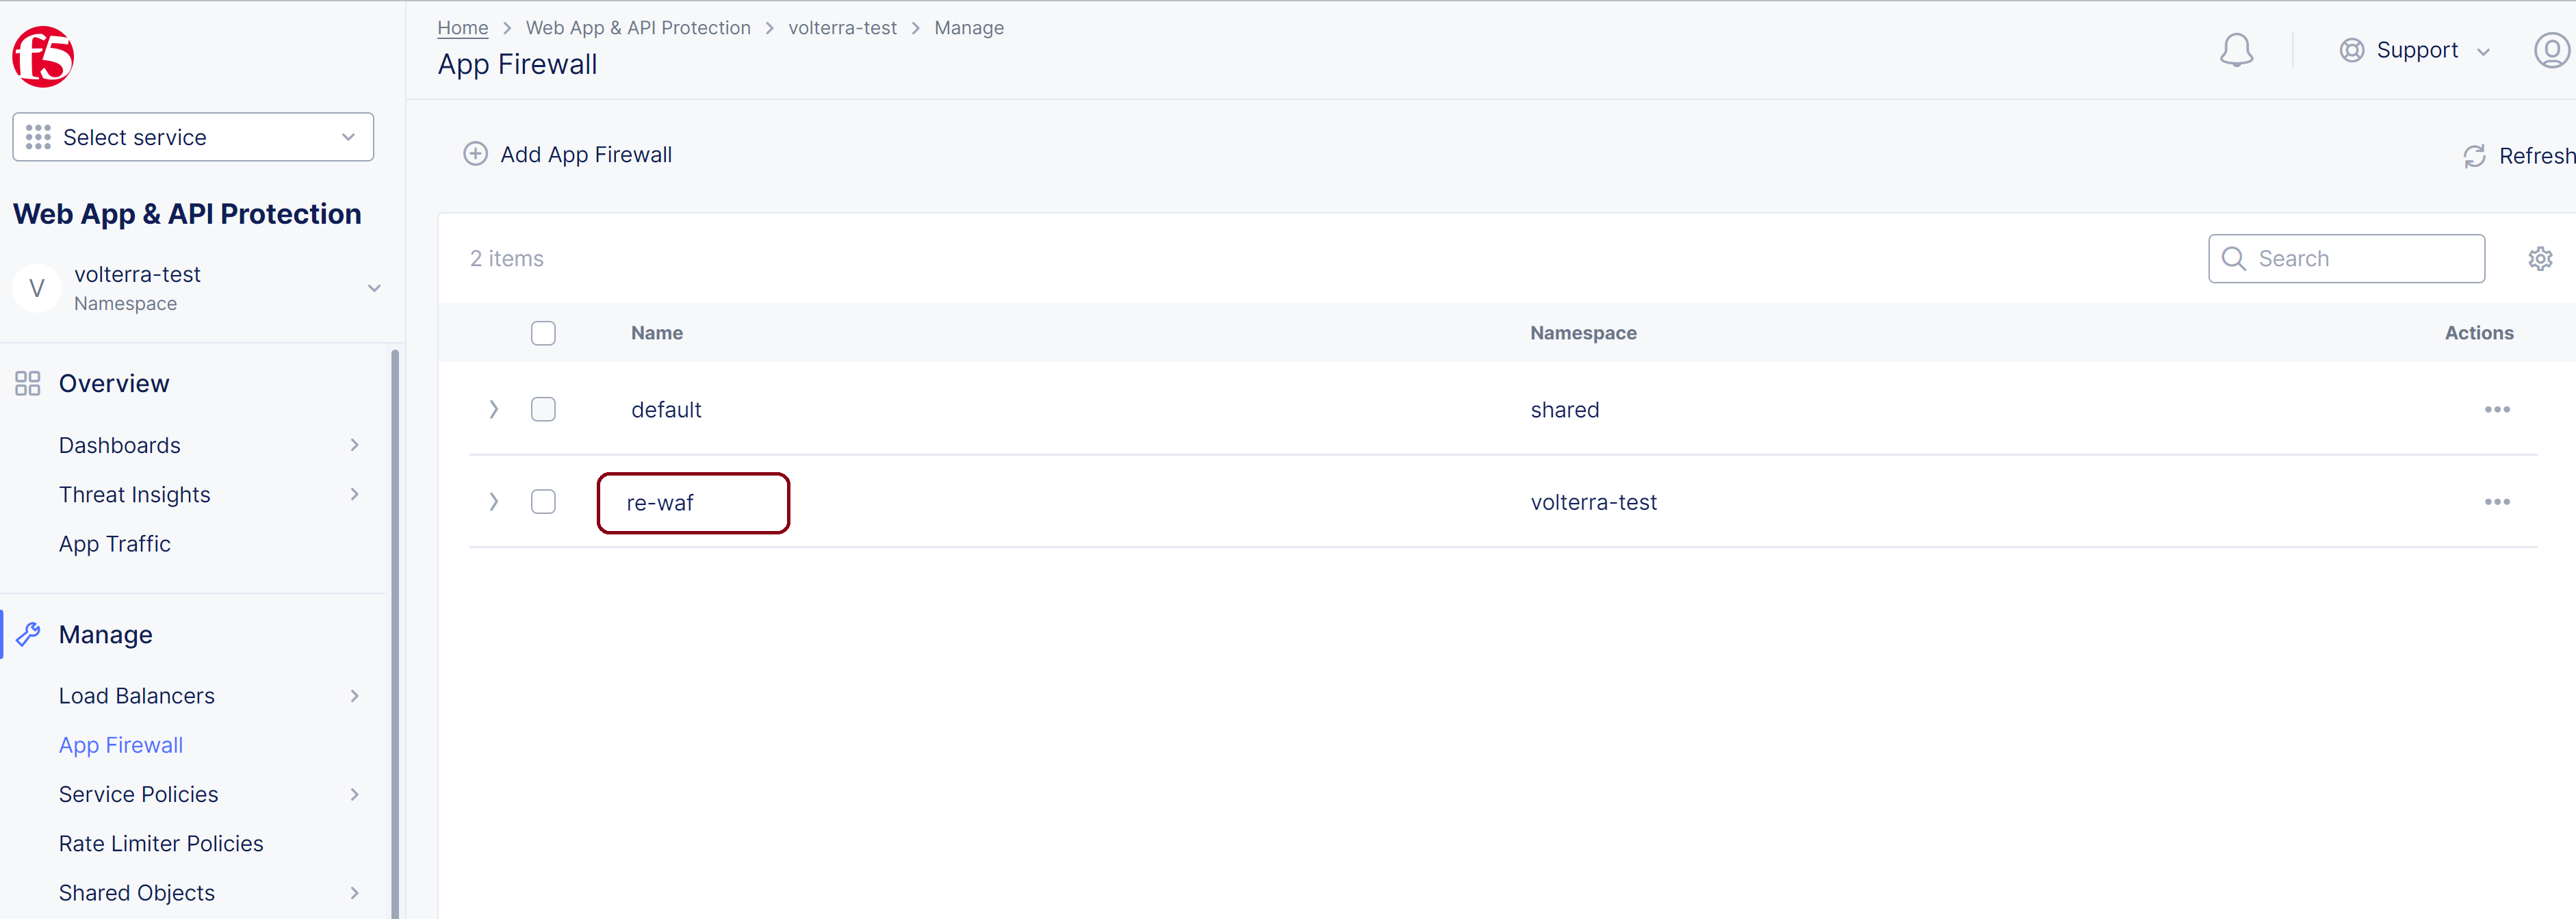 f5
Select service
Web App & API Protection
V
volterra-test
Namespace
Overview
Dashboards
Threat Insights
App Traffic
Manage
Load Balancers
App Firewall
Service Policies
Rate Limiter Policies
Shared Objects
Home > Web App & API Protection > volterra-test > Manage
App Firewall
Support
Add App Firewall
Refresh
2 items
Search
Name Namespace Actions
default shared
re-waf volterra-test